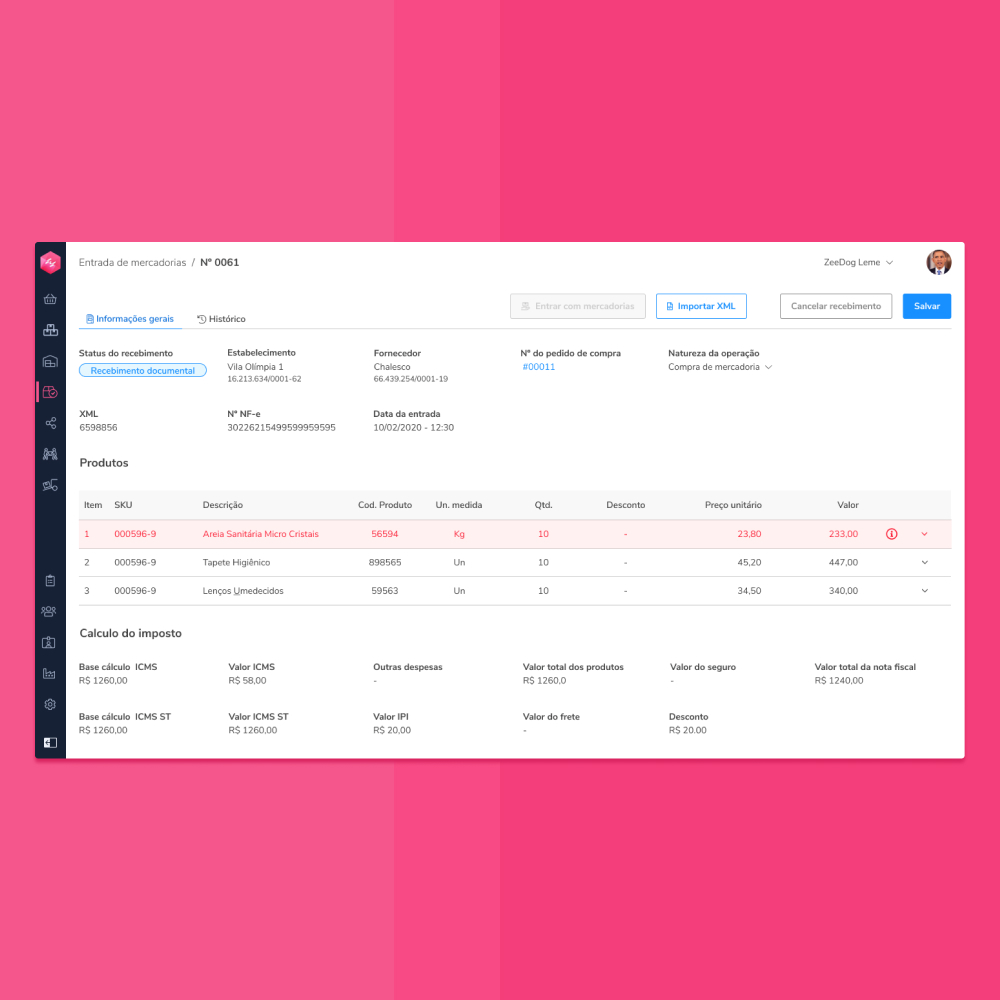 Entrada de mercadorias / Nº 0061
ZeeDog Leme
Informações gerais
Histórico
Entrar com mercadorias
Importar XML
Cancelar recebimento
Salvar
Status do recebimento
Recebimento documental
Estabelecimento
Vila Olímpia 1
16.213.634/0001-62
Fornecedor
Chalesco
66.439.254/0001-19
Nº do pedido de compra
#00011
Natureza da operação
Compra de mercadoria
XML
6598856
Nº NF-e
30226215499599959595
Data da entrada
10/02/2020 - 12:30
Produtos
Item SKU Descrição Cod. Produto Un. medida Qtd. Desconto Preço unitário Valor
1 000596-9 Areia Sanitária Micro Cristais 56594 Kg 10 - 23,80 233,00
2 000596-9 Tapete Higiênico 898565 Un 10 - 45,20 447,00
3 000596-9 Lenços Umedecidos 59563 Un 10 - 34,50 340,00
Calculo do imposto
Base cálculo ICMS
R$ 1260,00
Valor ICMS
R$ 58,00
Outras despesas
-
Valor total dos produtos
R$ 1260,0
Valor do seguro
-
Valor total da nota fiscal
R$ 1240,00
Base cálculo ICMS ST
R$ 1260,00
Valor ICMS ST
R$ 1260,00
Valor IPI
R$ 20,00
Valor do frete
-
Desconto
R$ 20.00